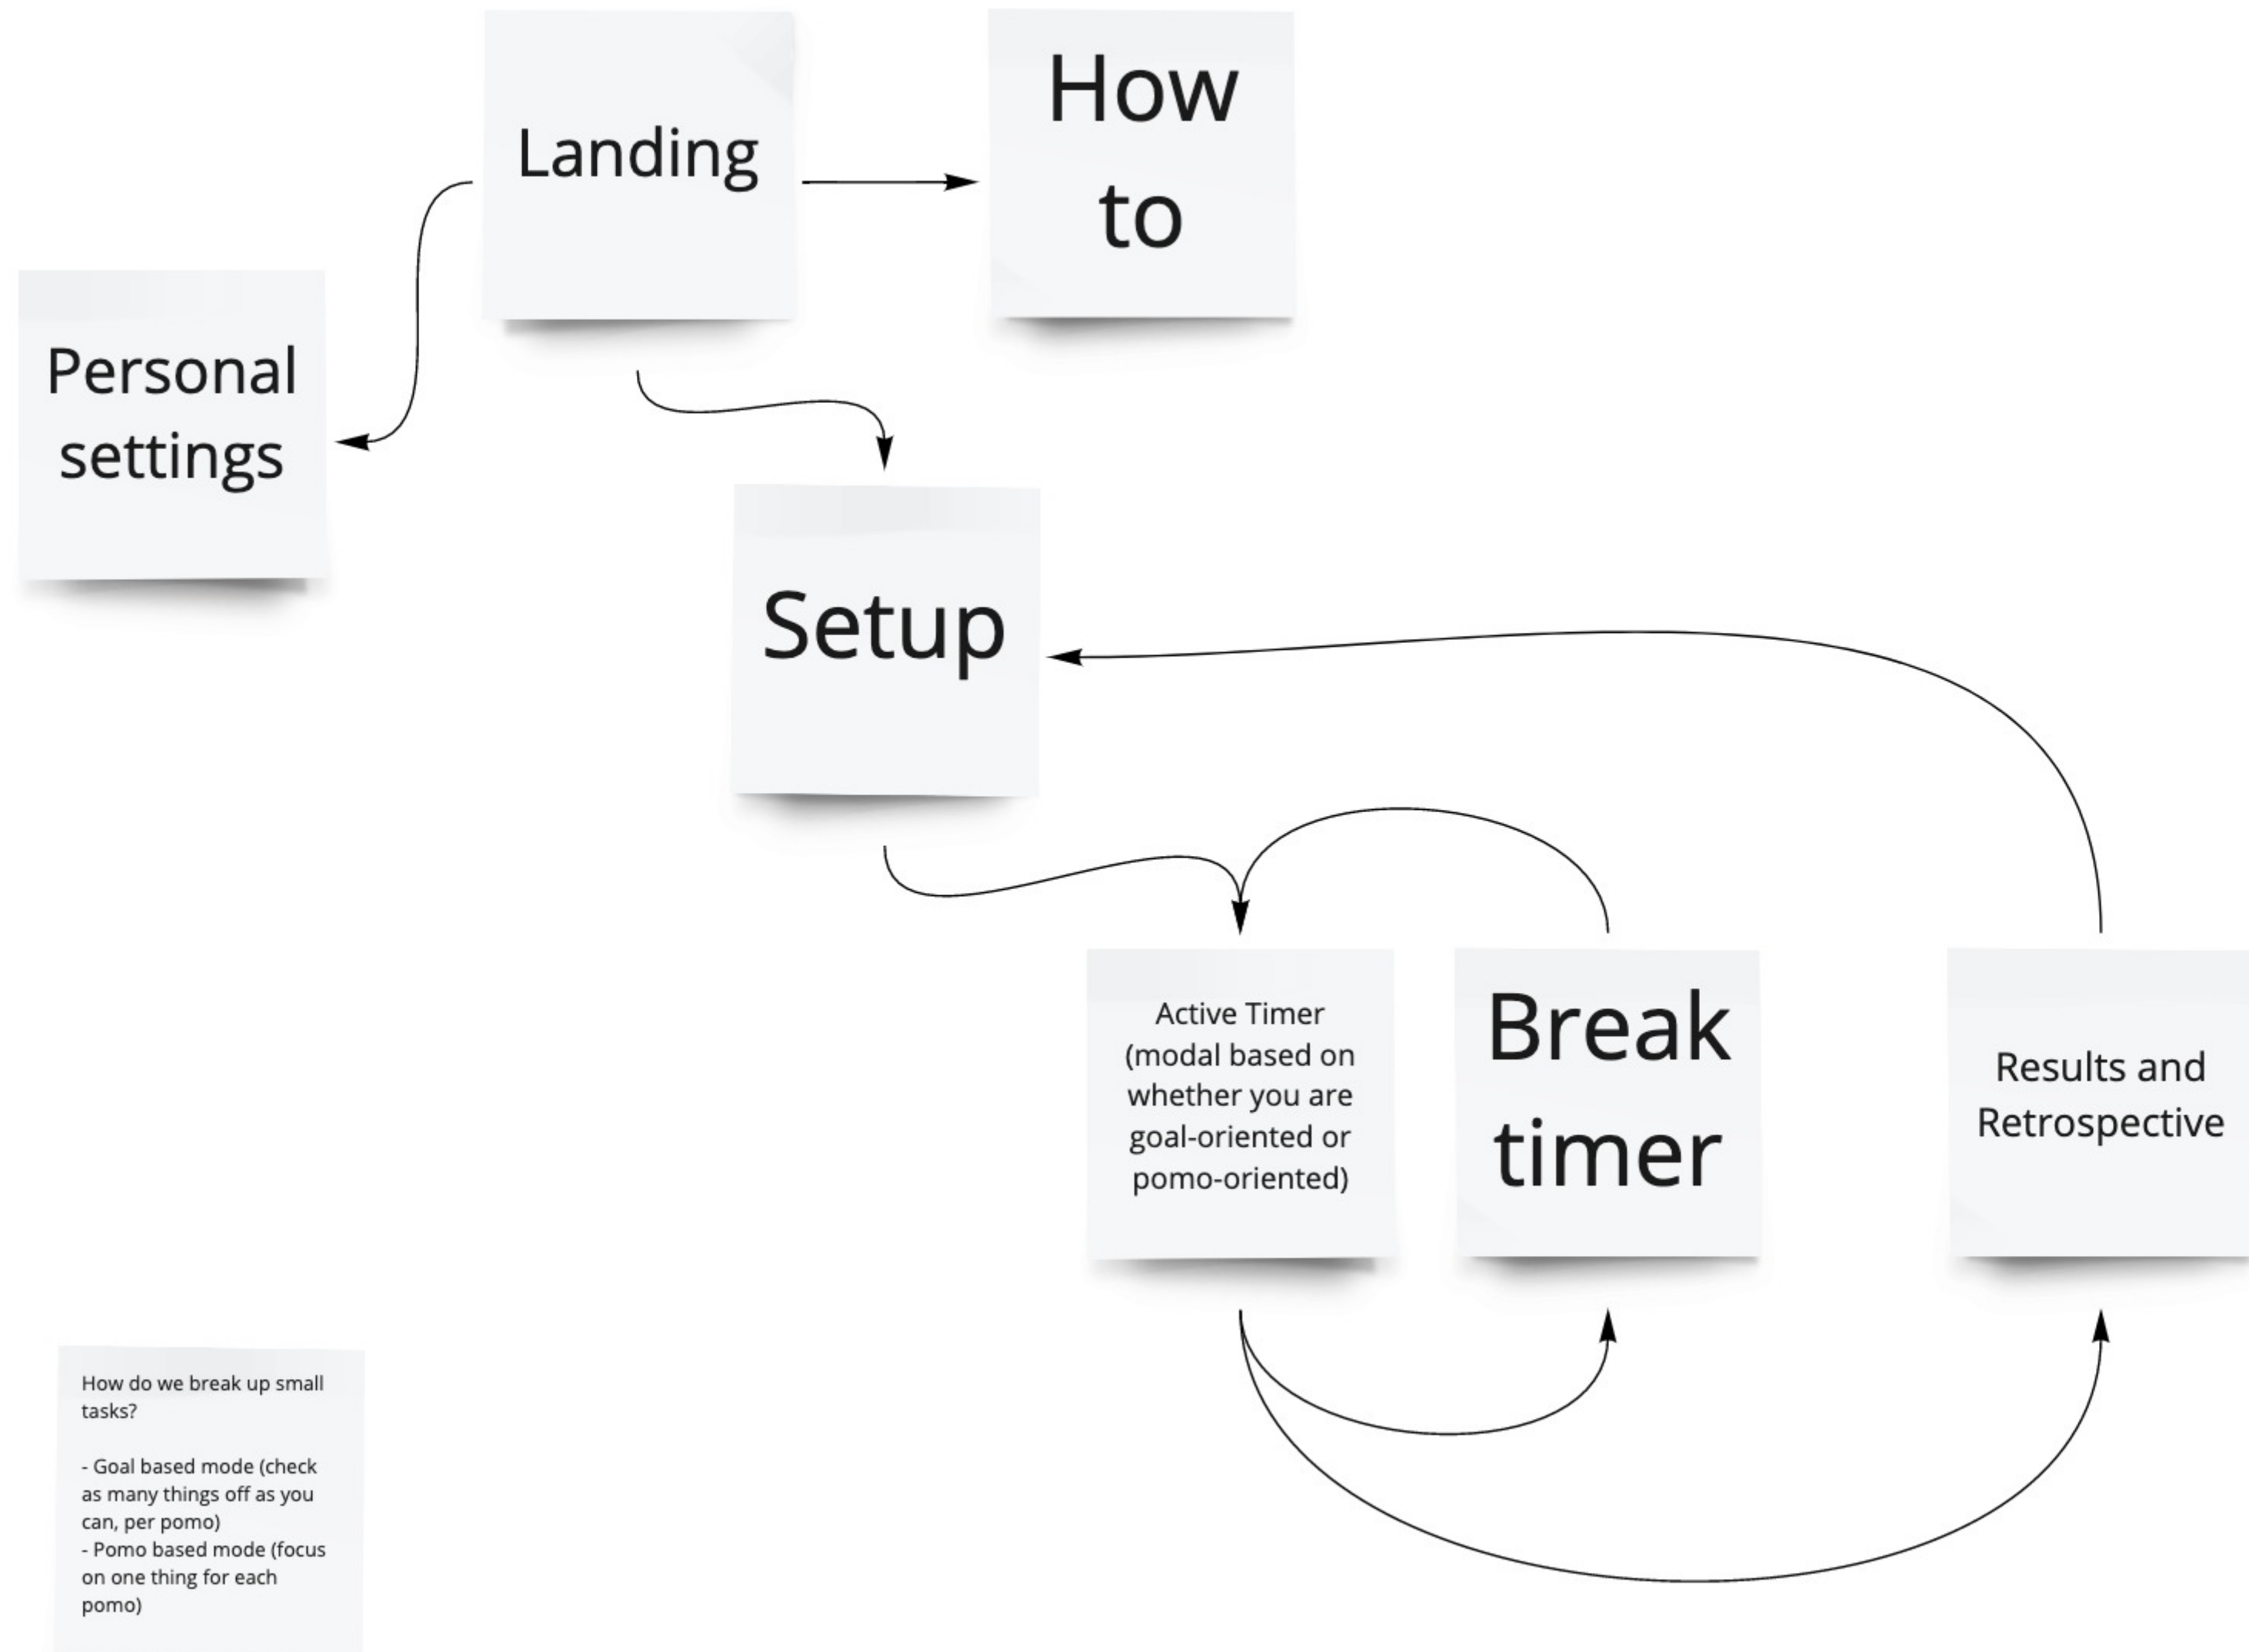 Landing
How
to
Personal
settings
Setup
Active Timer
(modal based on
whether you are
goal-oriented or
pomo-oriented)
Break
timer
Results and
Retrospective
How do we break up small
tasks?
- Goal based mode (check
as many things off as you
can, per pomo)
- Pomo based mode (focus
on one thing for each
pomo)